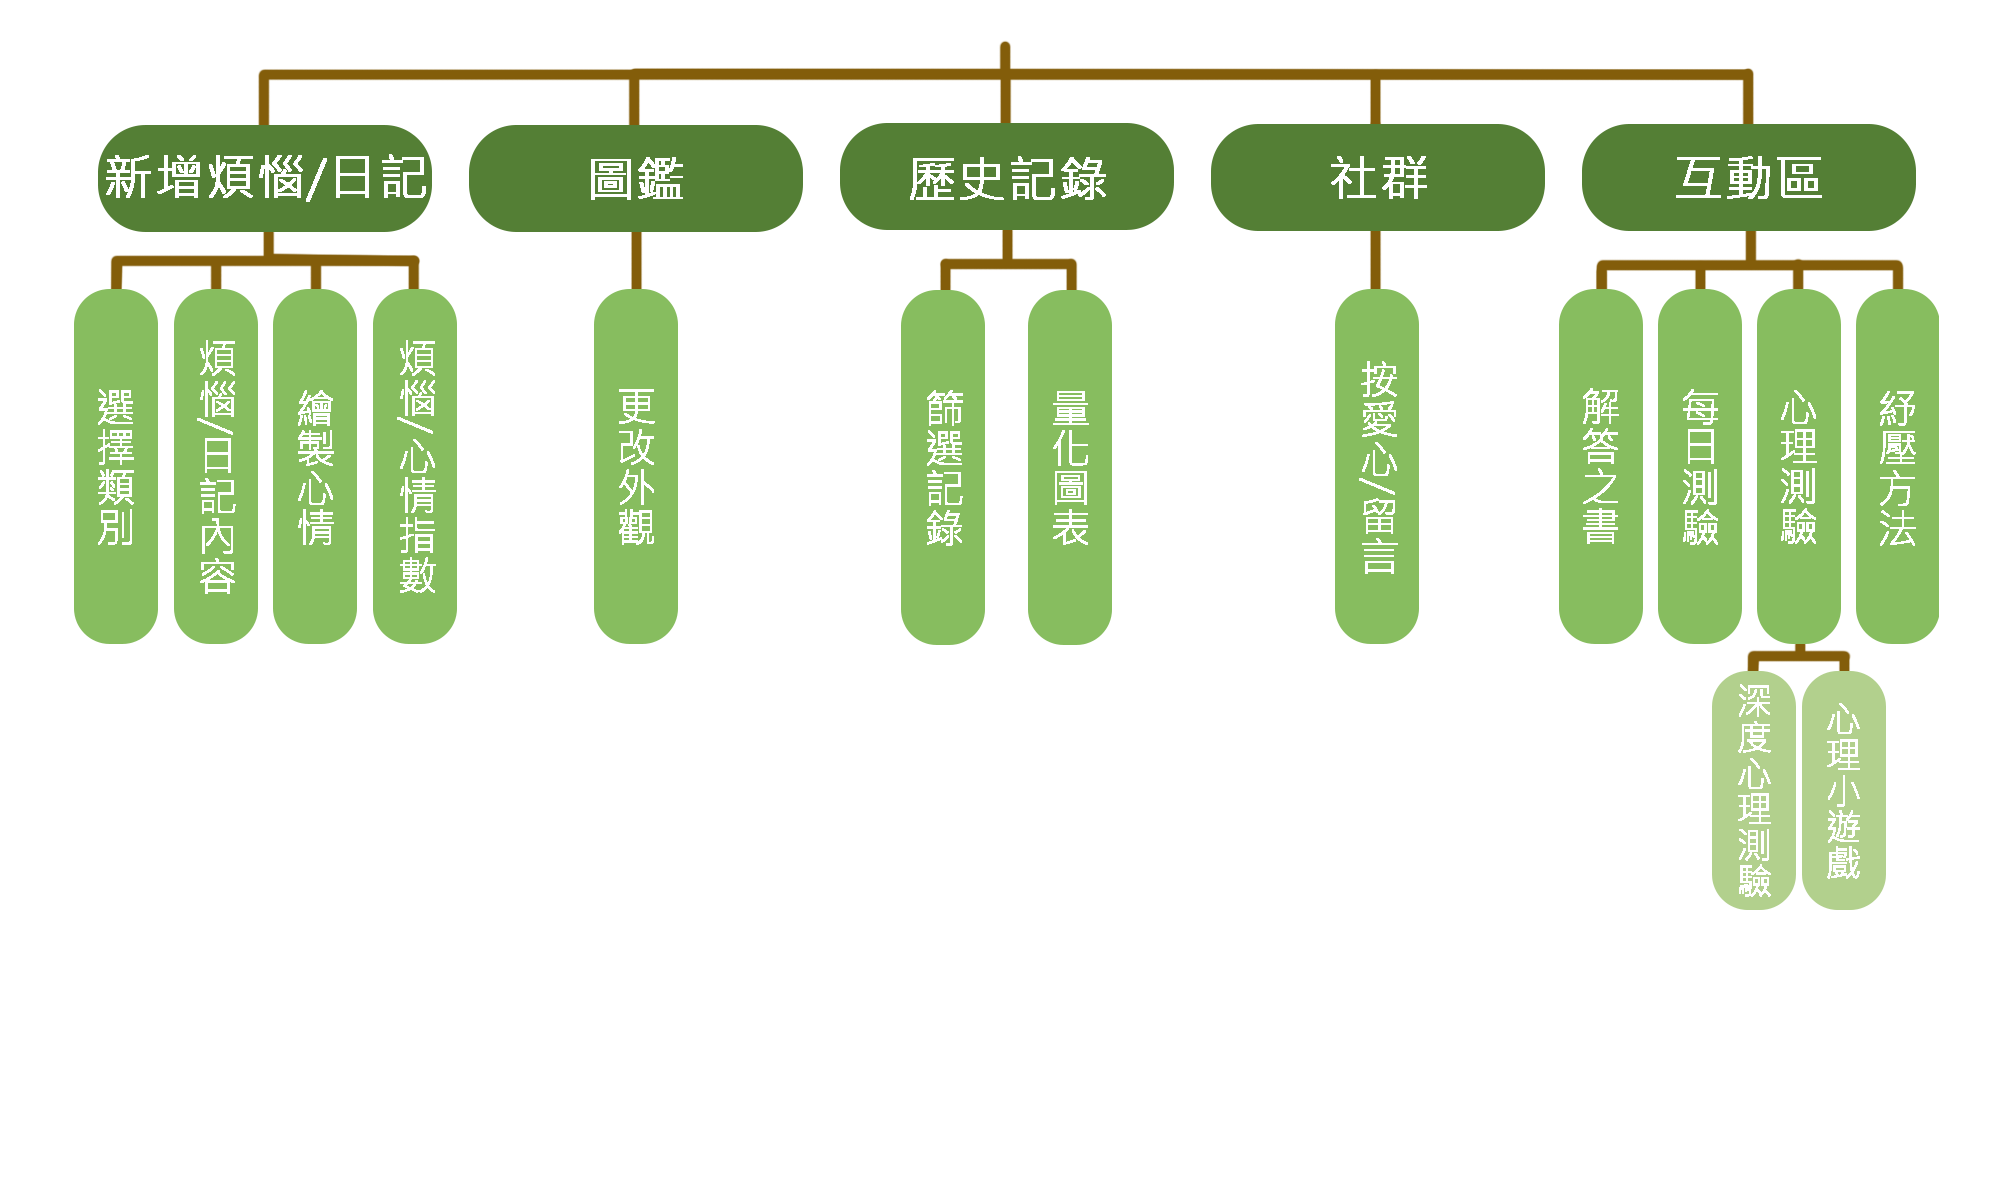 新增煩惱/日記
圖鑑
歷史記錄
社群
互動區
選擇類別
煩惱/日記內容
繪製心情
煩惱/心情指數
更改外觀
篩選記錄
量化圖表
按愛心/留言
解答之書
每日測驗
心理測驗
紓壓方法
深度心理測驗
心理小遊戲